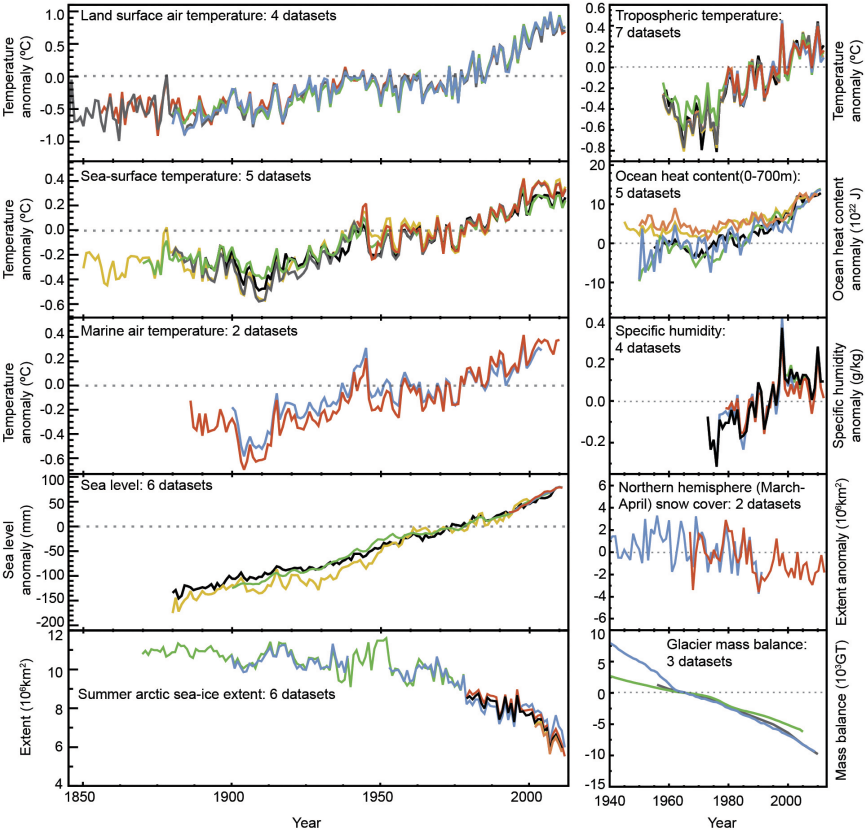 Land surface air temperature: 4 datasets
Temperature
anomaly (ºC)
1.0
0.5
0.0
-0.5
-1.0
Sea-surface temperature: 5 datasets
Temperature
anomaly (ºC)
0.4
0.2
0.0
-0.2
-0.4
-0.6
Marine air temperature: 2 datasets
Temperature
anomaly (ºC)
0.4
0.2
0.0
-0.2
-0.4
-0.6
Sea level: 6 datasets
Sea level
anomaly (mm)
100
50
0
-50
-100
-150
-200
Summer arctic sea-ice extent: 6 datasets
Extent (10⁶km²)
12
10
8
6
4
1850
1900
1950
2000
Year
Tropospheric temperature:
7 datasets
Temperature
anomaly (ºC)
0.6
0.4
0.2
0.0
-0.2
-0.4
-0.6
-0.8
Ocean heat content(0-700m):
5 datasets
Ocean heat content
anomaly (10²² J)
20
10
0
-10
Specific humidity:
4 datasets
Specific humidity
anomaly (g/kg)
0.4
0.2
0.0
-0.2
Northern hemisphere (March-
April) snow cover: 2 datasets
Extent anomaly (10⁶km²)
6
4
2
0
-2
-4
-6
Glacier mass balance:
3 datasets
Mass balance (10³GT)
10
5
0
-5
-10
-15
1940
1960
1980
2000
Year